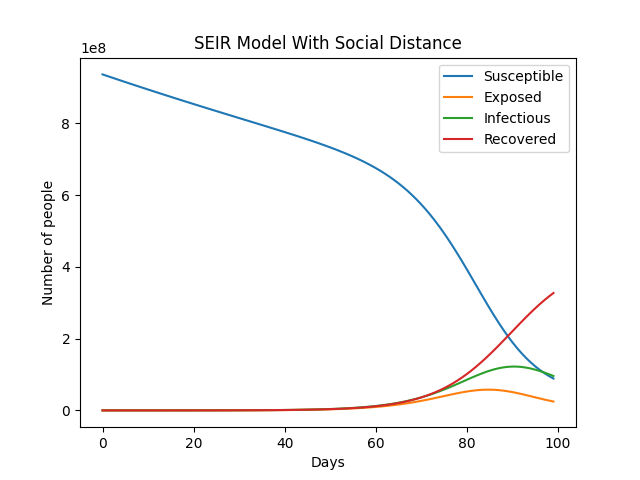 SEIR Model With Social Distance
1e8
Susceptible
Exposed
Infectious
Recovered
8
6
4
2
0
Number of people
0 20 40 60 80 100
Days